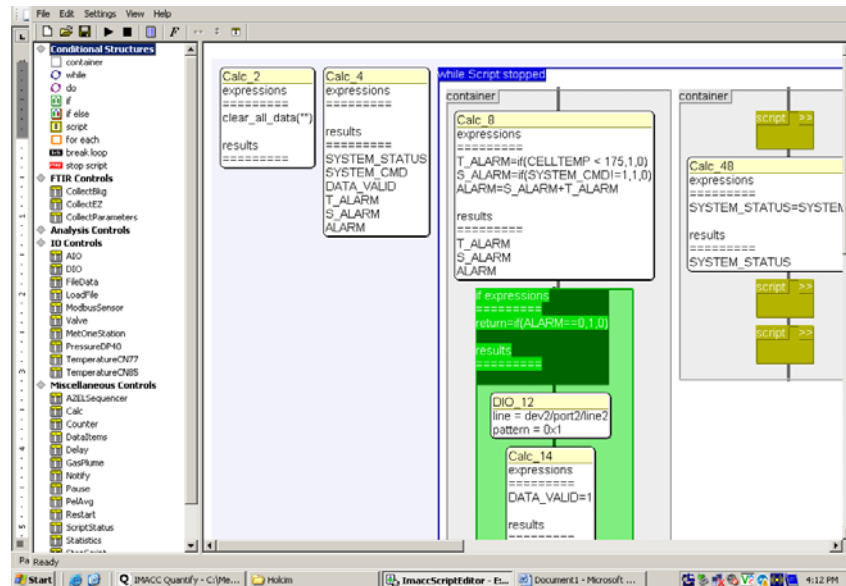 File Edit Settings View Help
F
L
Conditional Structures
container
while
do
if
if else
script
for each
break loop
stop script
FTIR Controls
CollectBkg
CollectEZ
CollectParameters
Analysis Controls
IO Controls
AIO
DIO
FileData
LoadFile
ModbusSensor
Valve
MetOneStation
PressureDP40
TemperatureCN77
TemperatureCN85
Miscellaneous Controls
AZELSequencer
Calc
Counter
DataItems
Delay
GasPlume
Notify
Pause
PelAvg
Restart
ScriptStatus
Statistics
Calc_2
expressions
=========
clear_all_data("")
results
=========
Calc_4
expressions
=========
results
=========
SYSTEM_STATUS
SYSTEM_CMD
DATA_VALID
T_ALARM
S_ALARM
ALARM
while Script stopped
container
Calc_8
expressions
=========
T_ALARM=if(CELLTEMP < 175,1,0)
S_ALARM=if(SYSTEM_CMD!=1,1,0)
ALARM=S_ALARM+T_ALARM
results
=========
T_ALARM
S_ALARM
ALARM
if expressions
=========
return=if(ALARM==0,1,0)
results
=========
DIO_12
line = dev2/port2/line2
pattern = 0x1
Calc_14
expressions
=========
DATA_VALID=1
results
=========
container
script >>
Calc_48
expressions
=========
SYSTEM_STATUS=SYSTEM
results
=========
SYSTEM_STATUS
script >>
script >>
Pa Ready
Start
IMACC Quantify - C:\Me...
Holcim
ImaccScriptEditor - E...
Document1 - Microsoft ...
4:12 PM